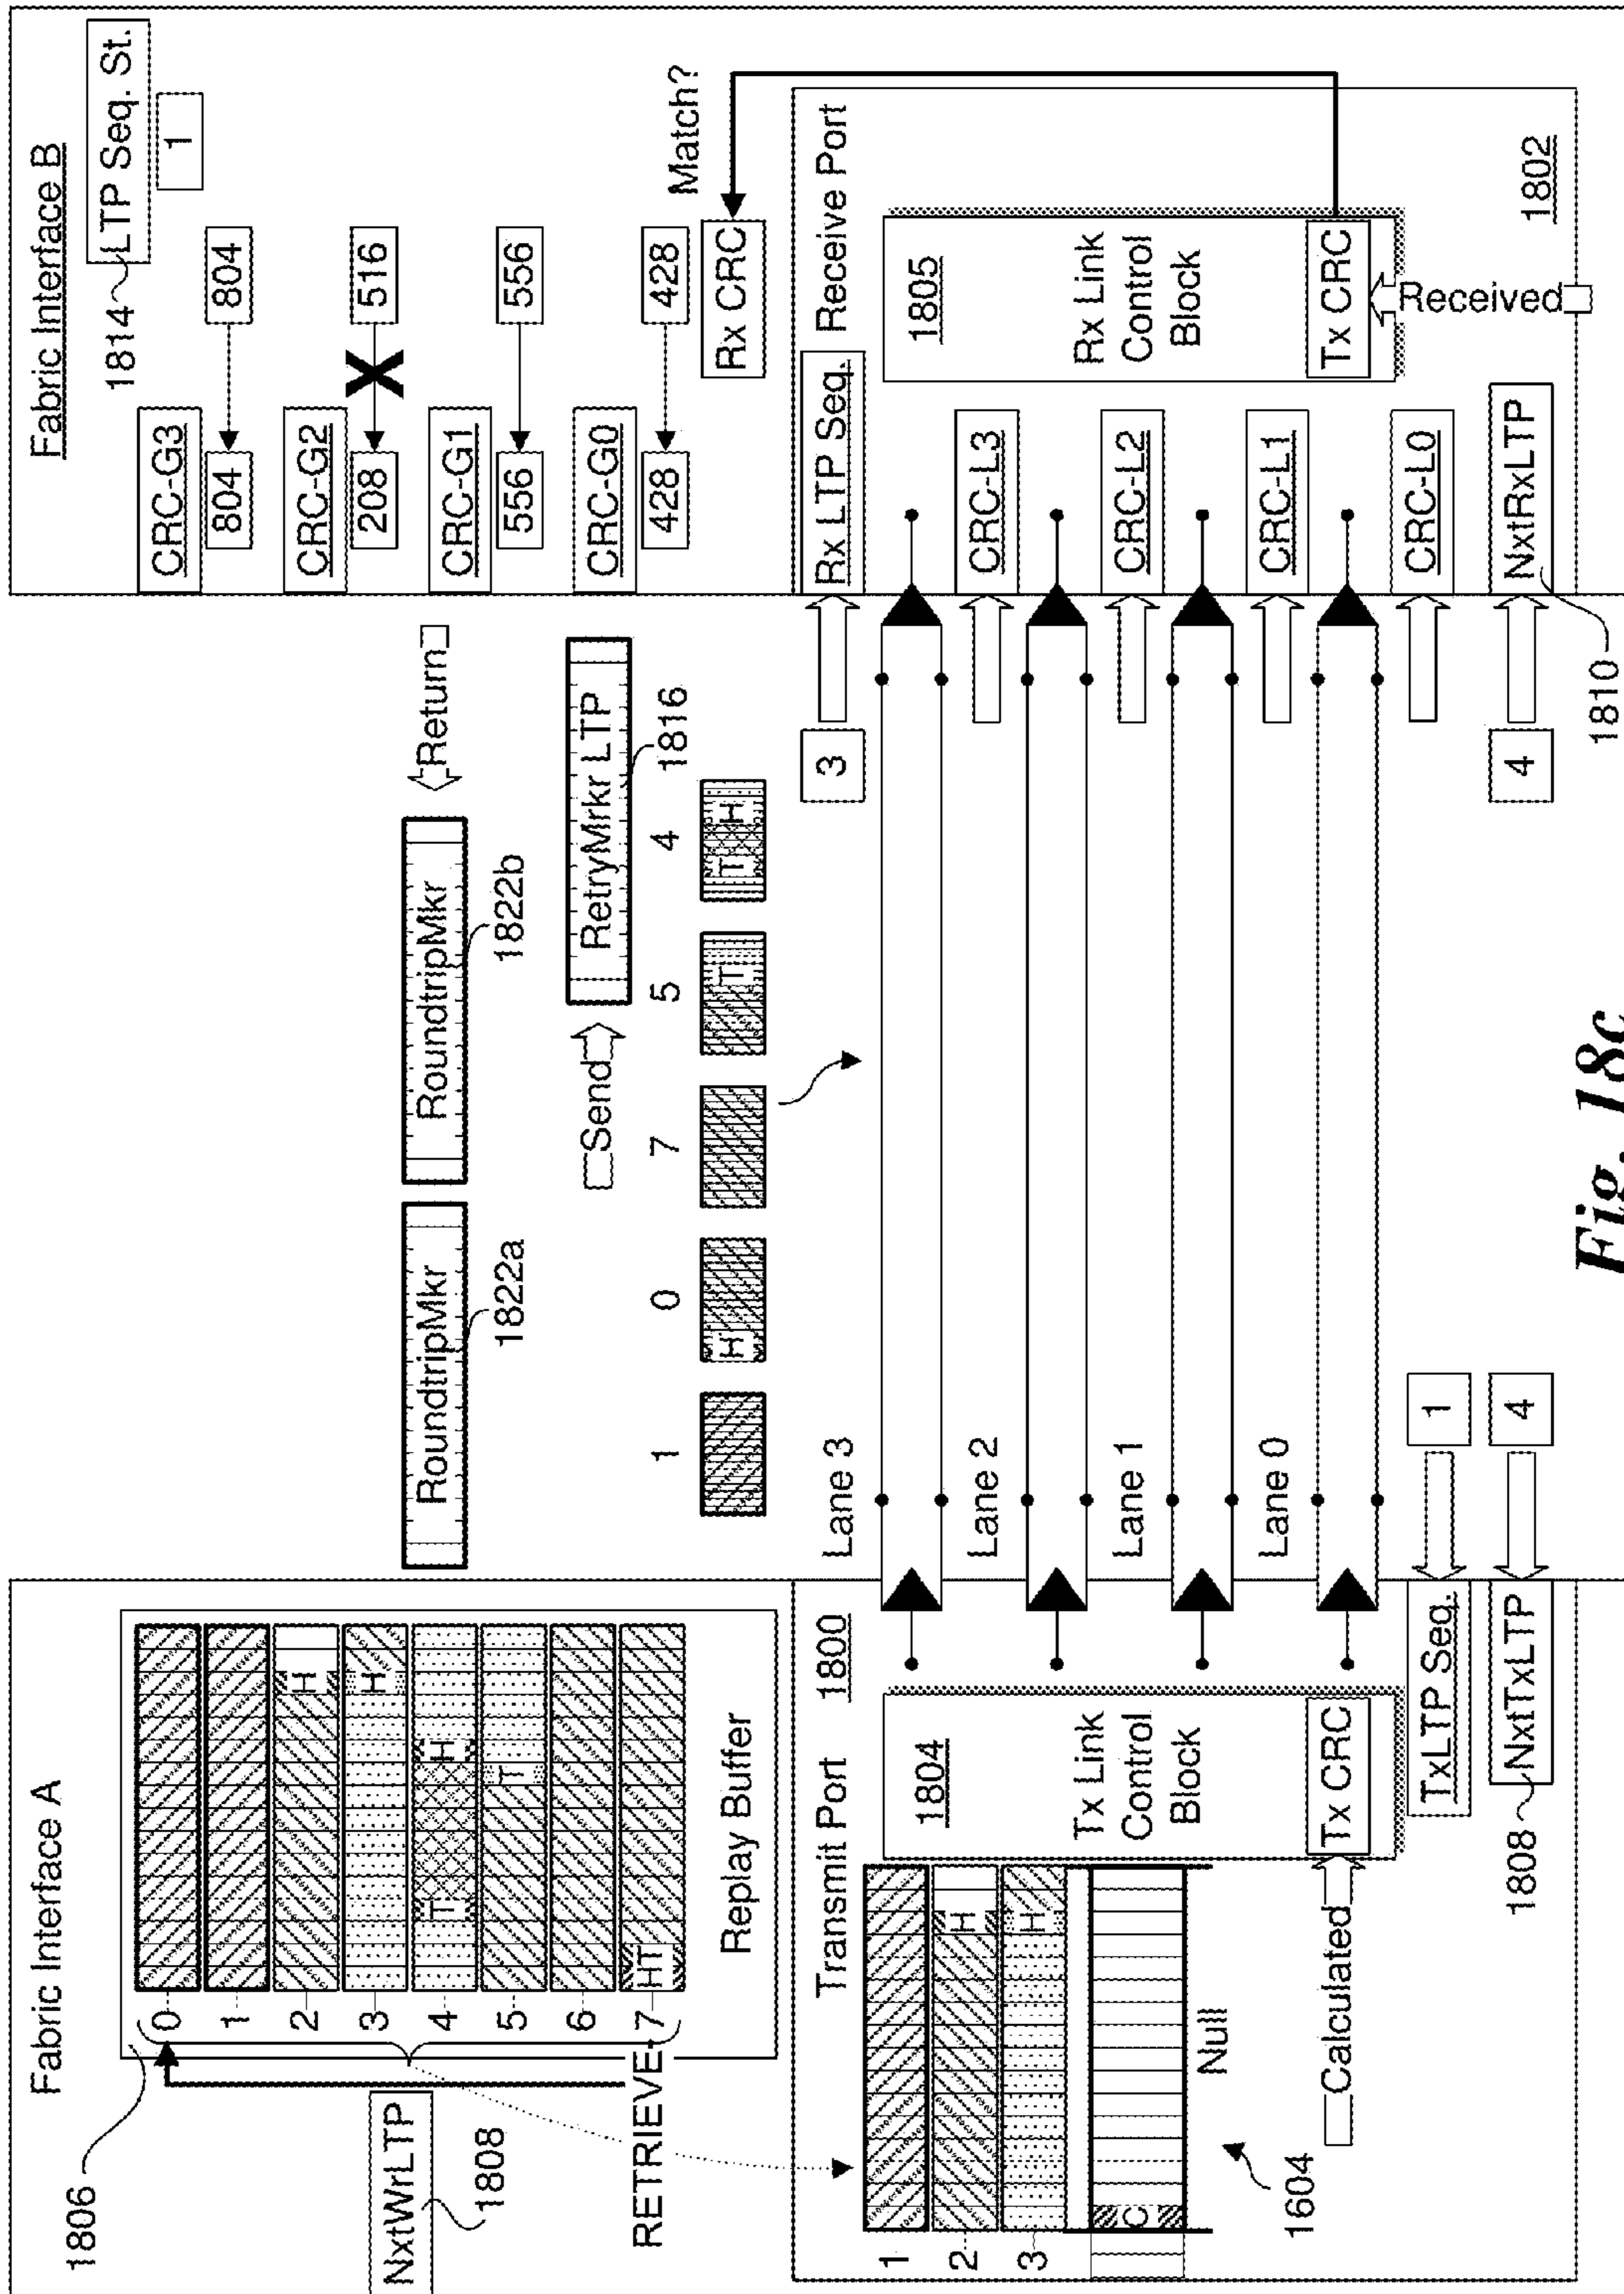 Fabric Interface A
1806
NxtWrLTP
1808
RETRIEVE
0
1
2
H
3
H
4
T
H
5
T
6
7
HT
Replay Buffer
RoundtripMkr
1822a
RoundtripMkr
1822b
Return
Send
RetryMrkr LTP
1816
1
0
7
5
4
H
T
T
H
Fabric Interface B
1814
LTP Seq. St.
1
CRC-G3
804
804
CRC-G2
208
516
CRC-G1
556
556
CRC-G0
428
428
Rx CRC
Match?
Transmit Port
1800
1
2
H
3
H
C
Null
1604
1804
Tx Link
Control
Block
Calculated
Tx CRC
TxLTP Seq.
1
1808
NxtTxLTP
4
Lane 3
Lane 2
Lane 1
Lane 0
3
Rx LTP Seq.
Receive Port
CRC-L3
CRC-L2
CRC-L1
CRC-L0
4
NxtRxLTP
1810
1805
Rx Link
Control
Block
Tx CRC
Received
1802
Fig. 18c